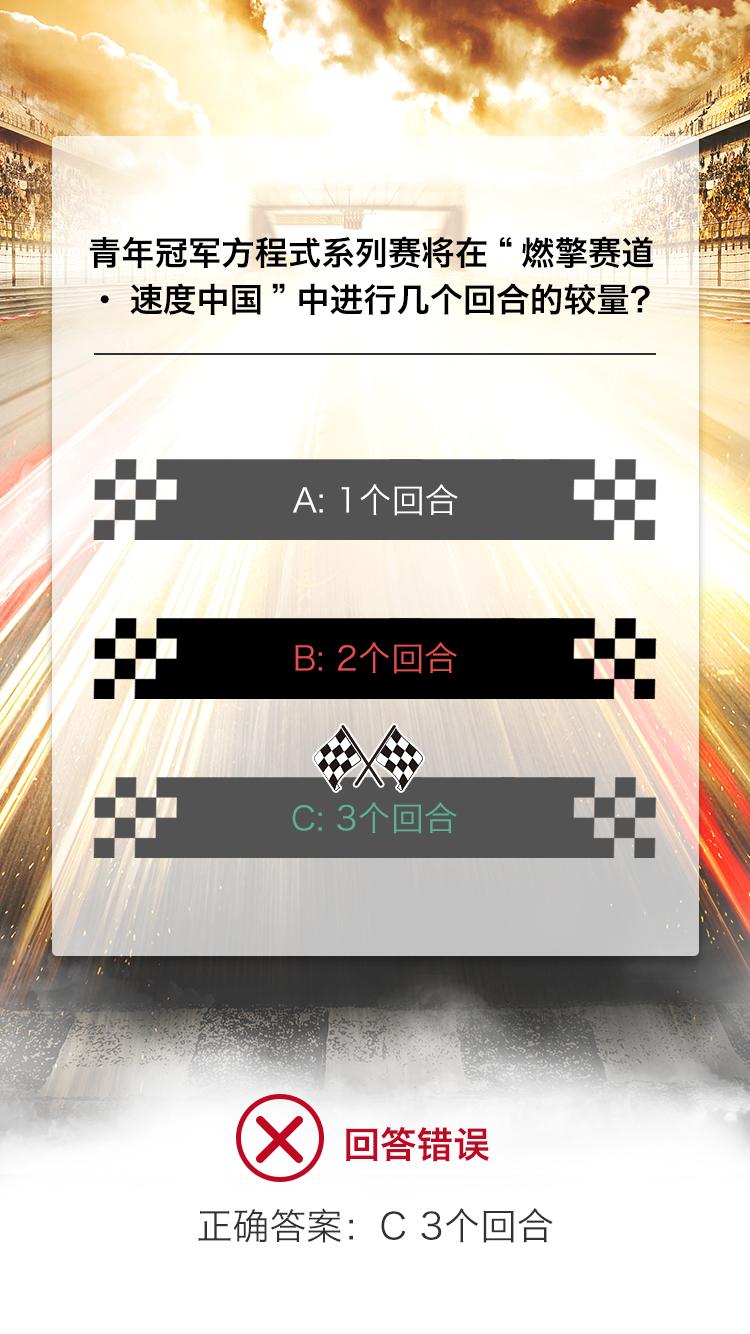 青年冠军方程式系列赛将在“燃擎赛道
· 速度中国”中进行几个回合的较量?
A: 1个回合
B: 2个回合
C: 3个回合
回答错误
正确答案：C 3个回合